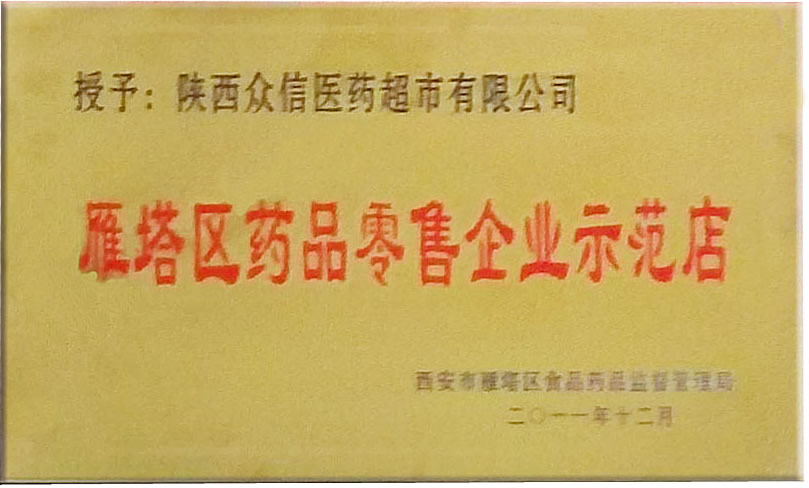 授予：陕西众信医药超市有限公司
雁塔区药品零售企业示范店
西安市雁塔区食品药品监督管理局
二〇一一年十二月